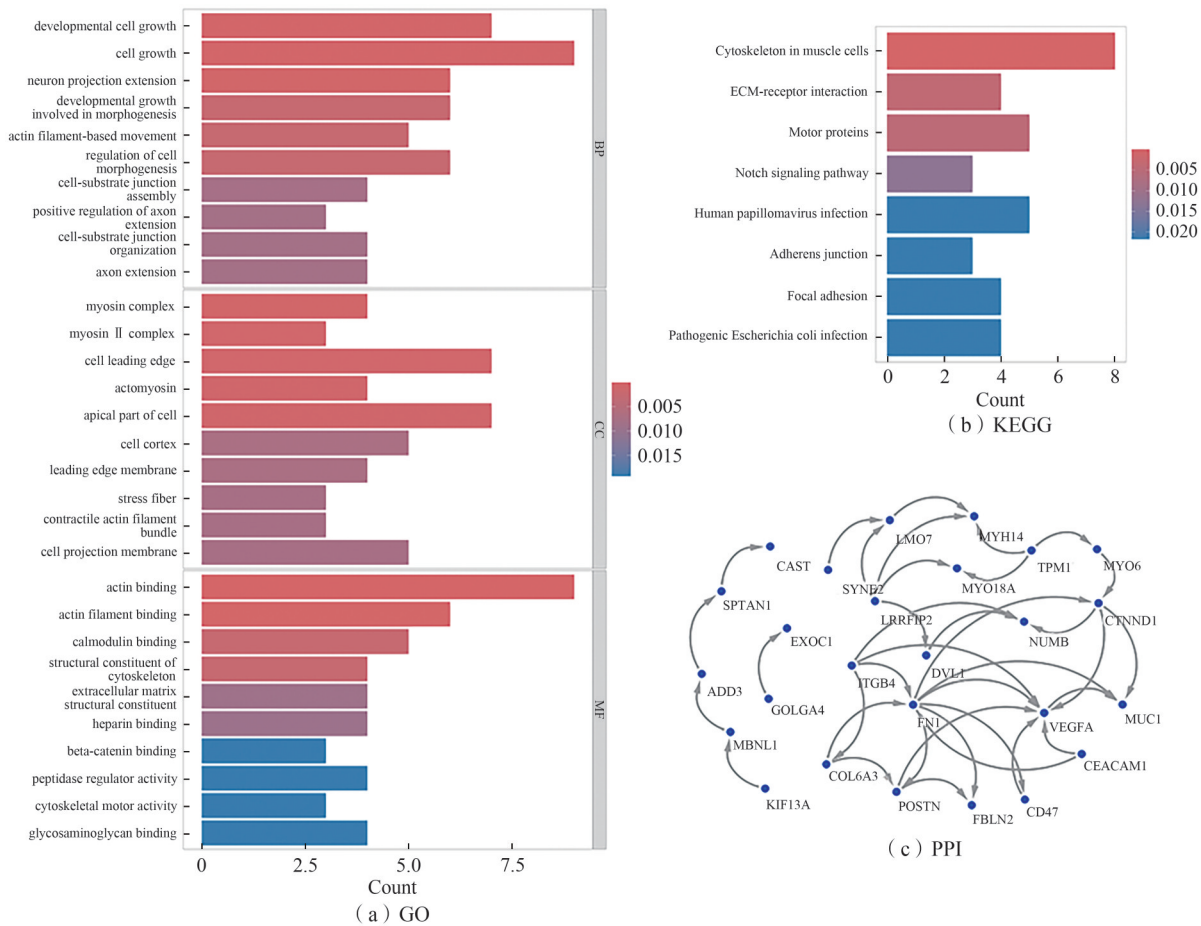 developmental cell growth
cell growth
neuron projection extension
developmental growth
involved in morphogenesis
actin filament-based movement
regulation of cell
morphogenesis
cell-substrate junction
assembly
positive regulation of axon
extension
cell-substrate junction
organization
axon extension
BP
myosin complex
myosin Ⅱ complex
cell leading edge
actomyosin
apical part of cell
cell cortex
leading edge membrane
stress fiber
contractile actin filament
bundle
cell projection membrane
CC
actin binding
actin filament binding
calmodulin binding
structural constituent of
cytoskeleton
extracellular matrix
structural constituent
heparin binding
beta-catenin binding
peptidase regulator activity
cytoskeletal motor activity
glycosaminoglycan binding
MF
0 2.5 5.0 7.5
Count
(a) GO
0.005
0.010
0.015
Cytoskeleton in muscle cells
ECM-receptor interaction
Motor proteins
Notch signaling pathway
Human papillomavirus infection
Adherens junction
Focal adhesion
Pathogenic Escherichia coli infection
0 2 4 6 8
Count
(b) KEGG
0.005
0.010
0.015
0.020
LMO7
MYH14
CAST
SYNE2
MYO18A
TPM1
MYO6
SPTAN1
LRRFIP2
CTNND1
EXOC1
NUMB
DVL1
ITGB4
ADD3
GOLGA4
FN1
VEGFA
MUC1
MBNL1
COL6A3
CEACAM1
KIF13A
POSTN
FBLN2
CD47
(c) PPI